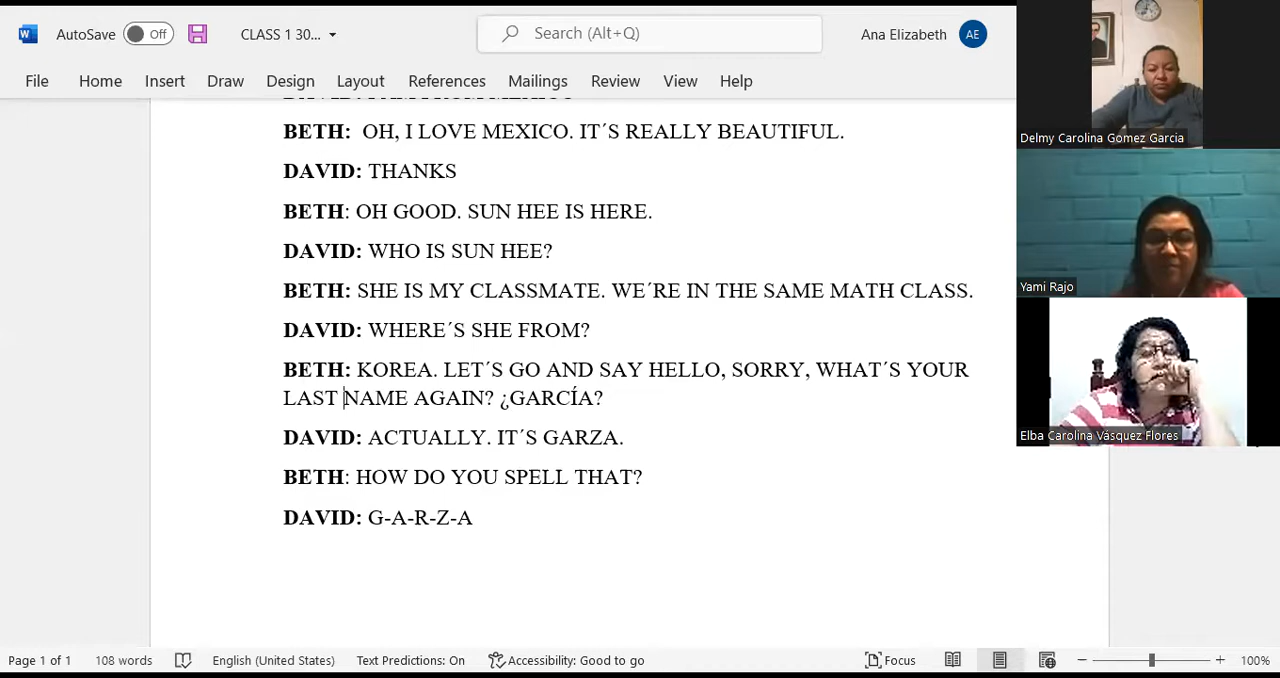 AutoSave Off CLASS 1 30... Search (Alt+Q) Ana Elizabeth AE
File Home Insert Draw Design Layout References Mailings Review View Help
BETH: OH, I LOVE MEXICO. IT´S REALLY BEAUTIFUL.
DAVID: THANKS
BETH: OH GOOD. SUN HEE IS HERE.
DAVID: WHO IS SUN HEE?
BETH: SHE IS MY CLASSMATE. WE´RE IN THE SAME MATH CLASS.
DAVID: WHERE´S SHE FROM?
BETH: KOREA. LET´S GO AND SAY HELLO, SORRY, WHAT´S YOUR
LAST NAME AGAIN? ¿GARCÍA?
DAVID: ACTUALLY. IT´S GARZA.
BETH: HOW DO YOU SPELL THAT?
DAVID: G-A-R-Z-A
Page 1 of 1 108 words English (United States) Text Predictions: On Accessibility: Good to go Focus 100%
Delmy Carolina Gomez Garcia
Yami Rajo
Elba Carolina Vásquez Flores